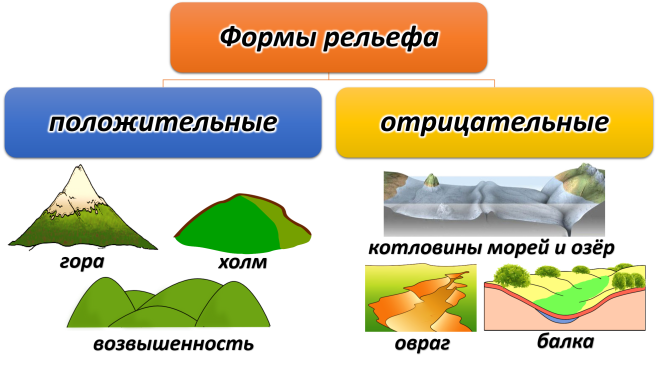 Формы рельефа
положительные
отрицательные
гора
холм
возвышенность
котловины морей и озёр
овраг
балка